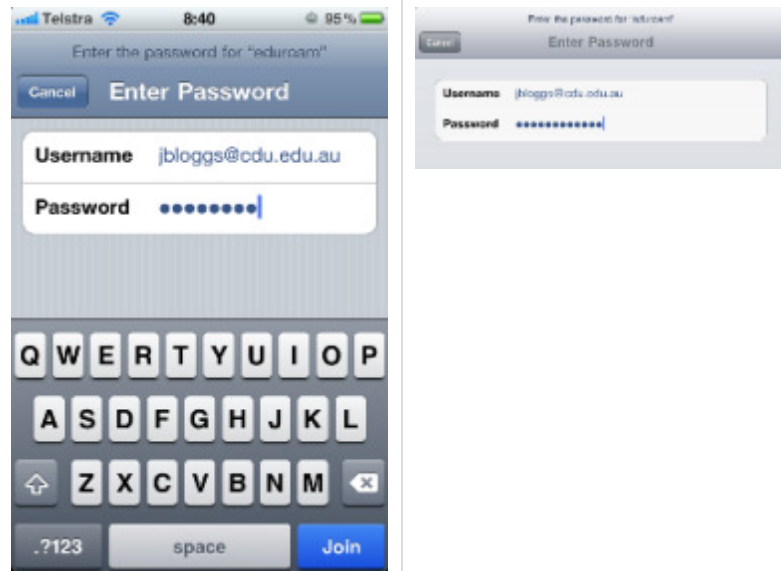 Telstra 8:40 95%
Enter the password for "eduroam"
Cancel Enter Password
Username jbloggs@cdu.edu.au
Password ••••••••
Q W E R T Y U I O P
A S D F G H J K L
Z X C V B N M
.?123 space Join
Enter the password for "eduroam"
Cancel Enter Password
Username jbloggs@cdu.edu.au
Password ••••••••••••